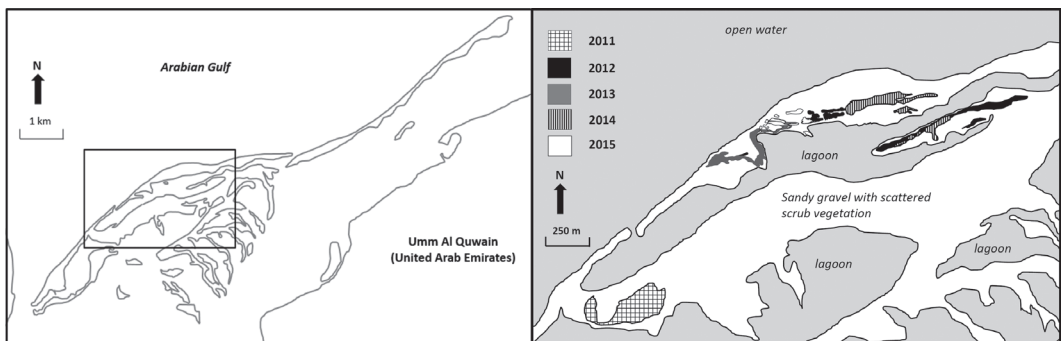 Arabian Gulf
N
1 km
Umm Al Quwain
(United Arab Emirates)
open water
2011
2012
2013
2014
2015
lagoon
N
Sandy gravel with scattered
scrub vegetation
250 m
lagoon
lagoon